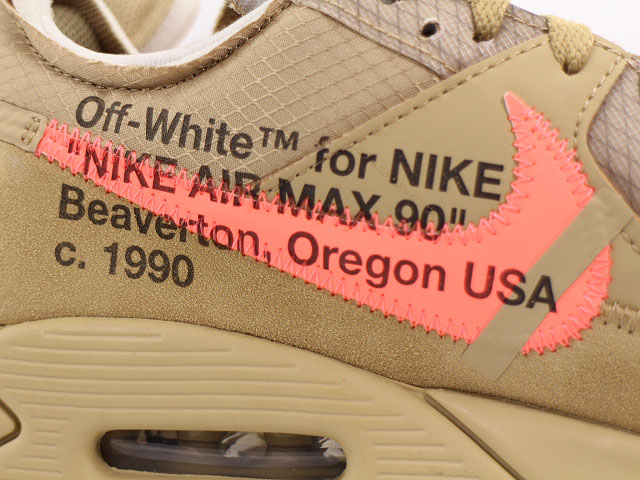 Off-White™ for NIKE
"NIKE AIR MAX 90"
Beaverton, Oregon USA
c. 1990